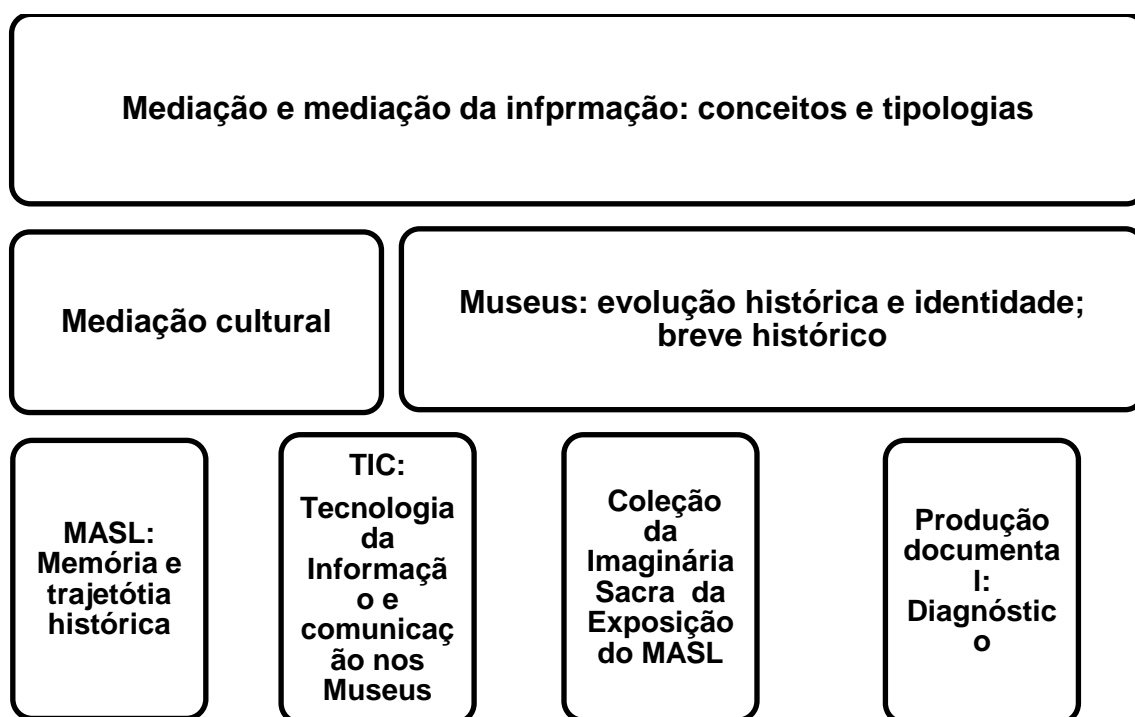 Mediação e mediação da infprmação: conceitos e tipologias
Mediação cultural
Museus: evolução histórica e identidade;
breve histórico
MASL:
Memória e
trajetótia
histórica
TIC:
Tecnologia
da
Informaçã
o e
comunicaç
ão nos
Museus
Coleção
da
Imaginária
Sacra da
Exposição
do MASL
Produção
documenta
l:
Diagnóstic
o